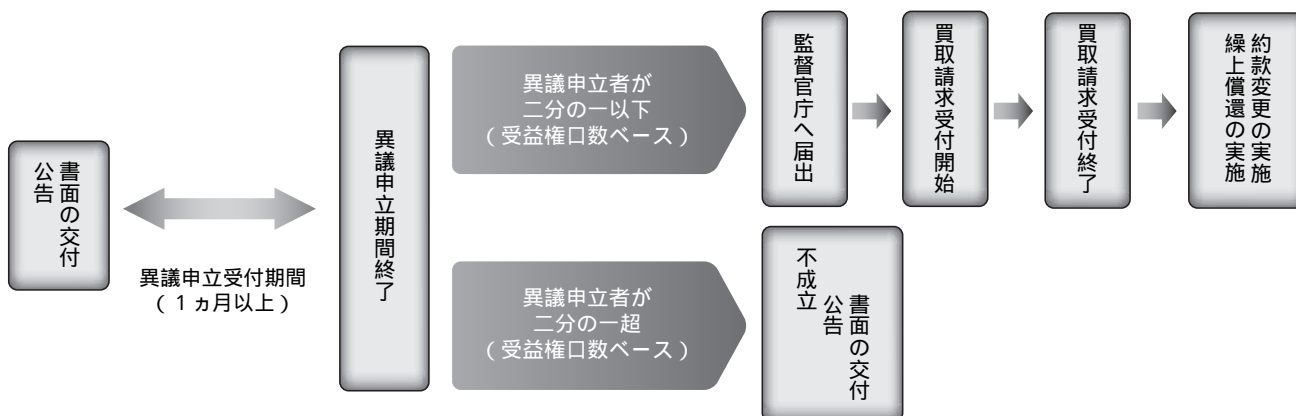 書面の交付
公告
異議申立受付期間
（１ヵ月以上）
異議申立期間終了
異議申立者が
二分の一以下
（受益権口数ベース）
監督官庁へ届出
買取請求受付開始
買取請求受付終了
約款変更の実施
繰上償還の実施
異議申立者が
二分の一超
（受益権口数ベース）
書面の交付
公告
不成立